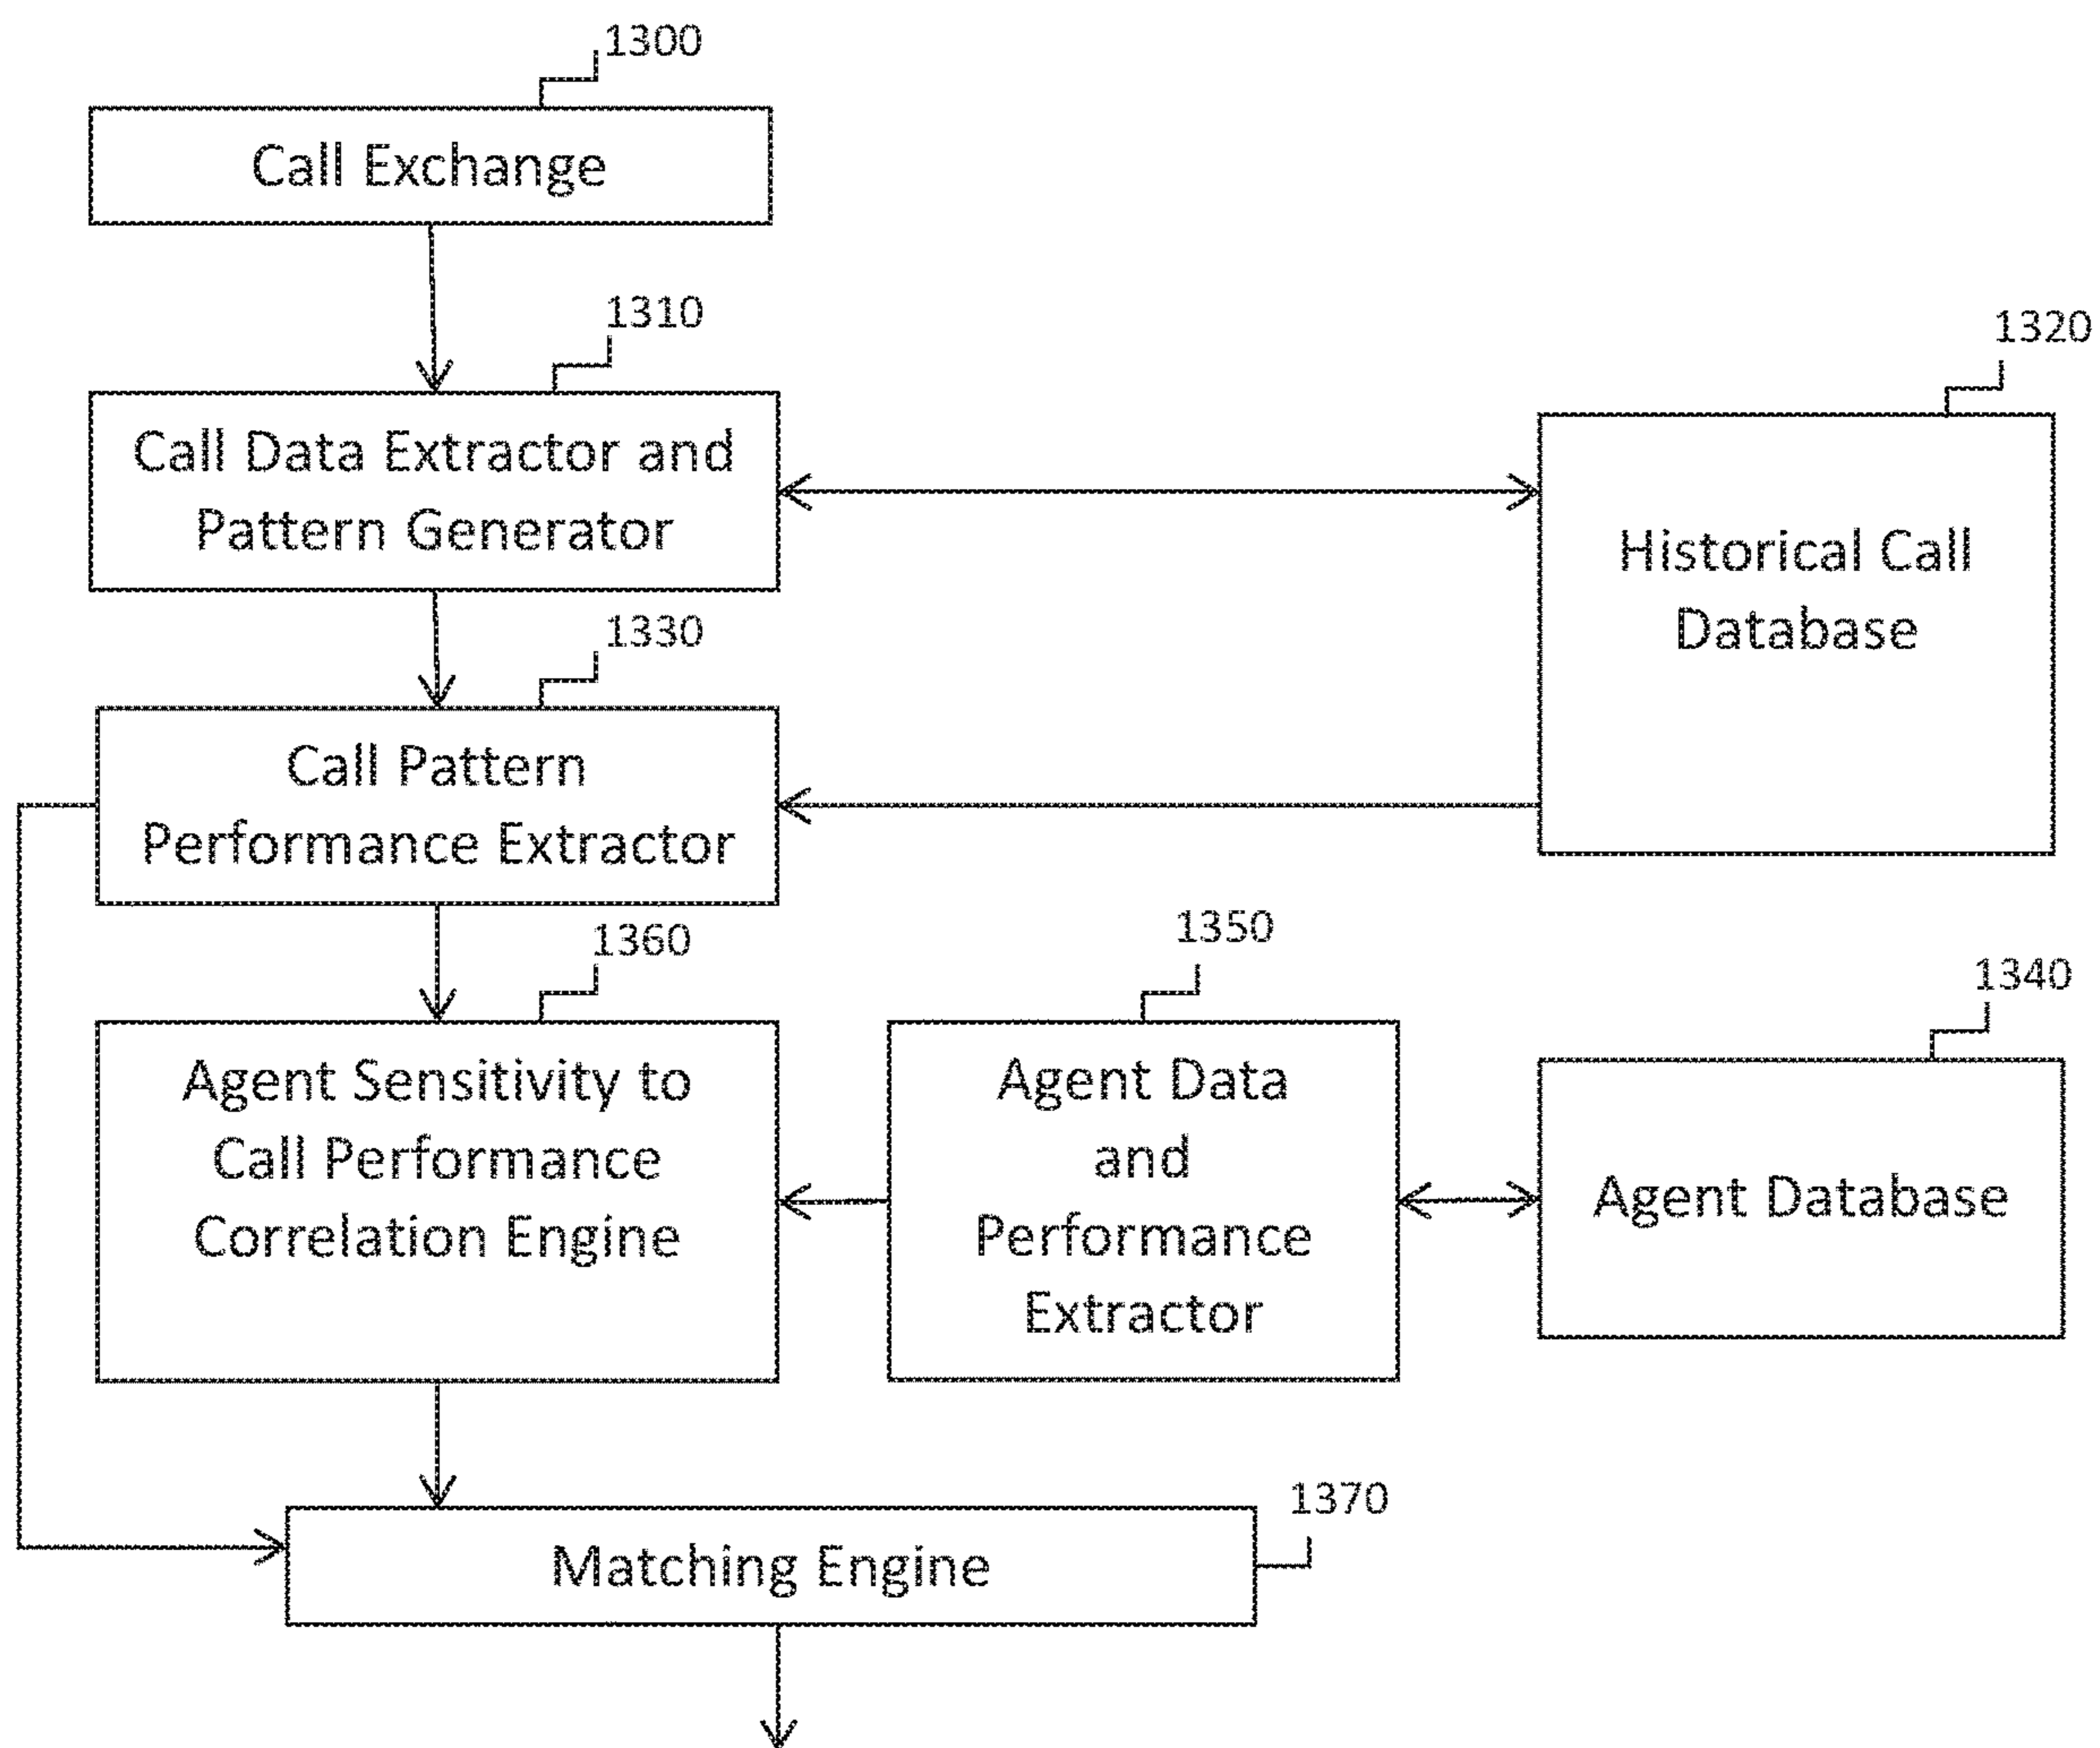 1300
Call Exchange
1310
1320
Call Data Extractor and
Pattern Generator
Historical Call
Database
1330
Call Pattern
Performance Extractor
1360
1350
1340
Agent Sensitivity to
Call Performance
Correlation Engine
Agent Data
and
Performance
Extractor
Agent Database
1370
Matching Engine